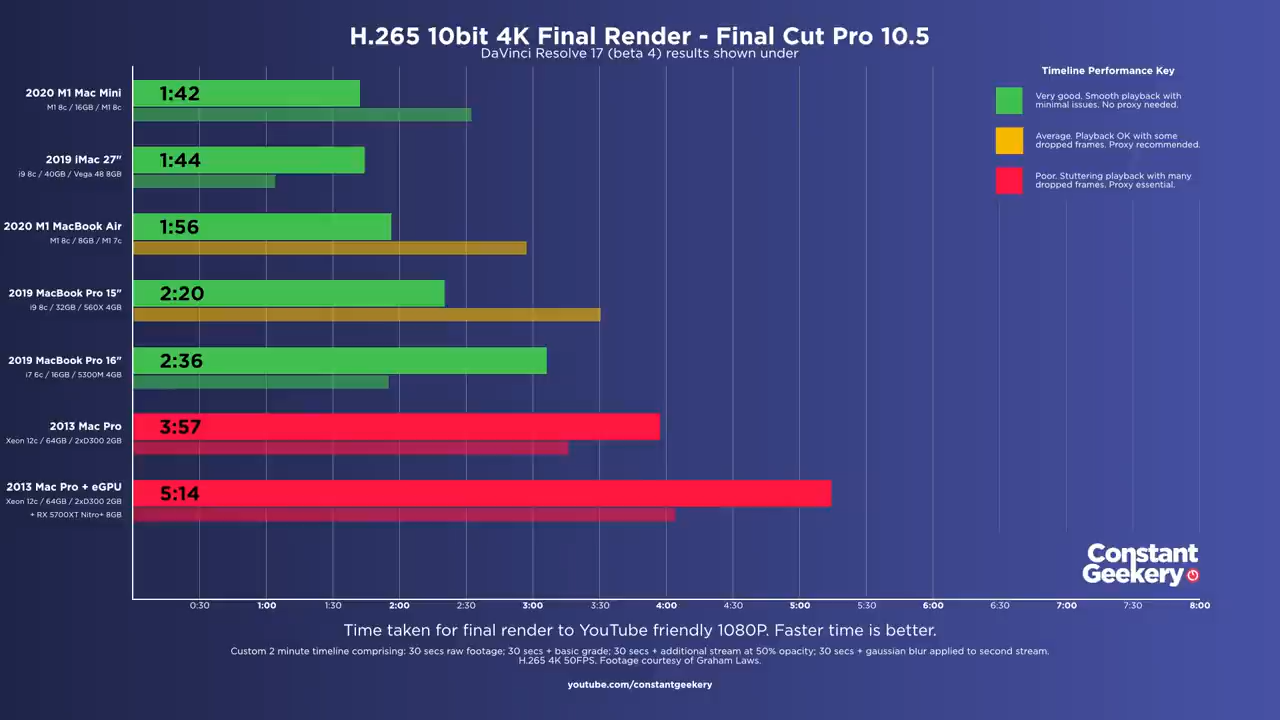 H.265 10bit 4K Final Render - Final Cut Pro 10.5
DaVinci Resolve 17 (beta 4) results shown under
Timeline Performance Key
Very good. Smooth playback with
minimal issues. No proxy needed.
Average. Playback OK with some
dropped frames. Proxy recommended.
Poor. Stuttering playback with many
dropped frames. Proxy essential.
2020 M1 Mac Mini
M1 8c / 16GB / M1 8c
1:42
2019 iMac 27"
i9 8c / 40GB / Vega 48 8GB
1:44
2020 M1 MacBook Air
M1 8c / 8GB / M1 7c
1:56
2019 MacBook Pro 15"
i9 8c / 32GB / 560X 4GB
2:20
2019 MacBook Pro 16"
i7 6c / 16GB / 5300M 4GB
2:36
2013 Mac Pro
Xeon 12c / 64GB / 2xD300 2GB
3:57
2013 Mac Pro + eGPU
Xeon 12c / 64GB / 2xD300 2GB
+ RX 5700XT Nitro+ 8GB
5:14
Constant
Geekery
0:30 1:00 1:30 2:00 2:30 3:00 3:30 4:00 4:30 5:00 5:30 6:00 6:30 7:00 7:30 8:00
Time taken for final render to YouTube friendly 1080P. Faster time is better.
Custom 2 minute timeline comprising: 30 secs raw footage; 30 secs + basic grade; 30 secs + additional stream at 50% opacity; 30 secs + gaussian blur applied to second stream.
H.265 4K 50FPS. Footage courtesy of Graham Laws.
youtube.com/constantgeekery